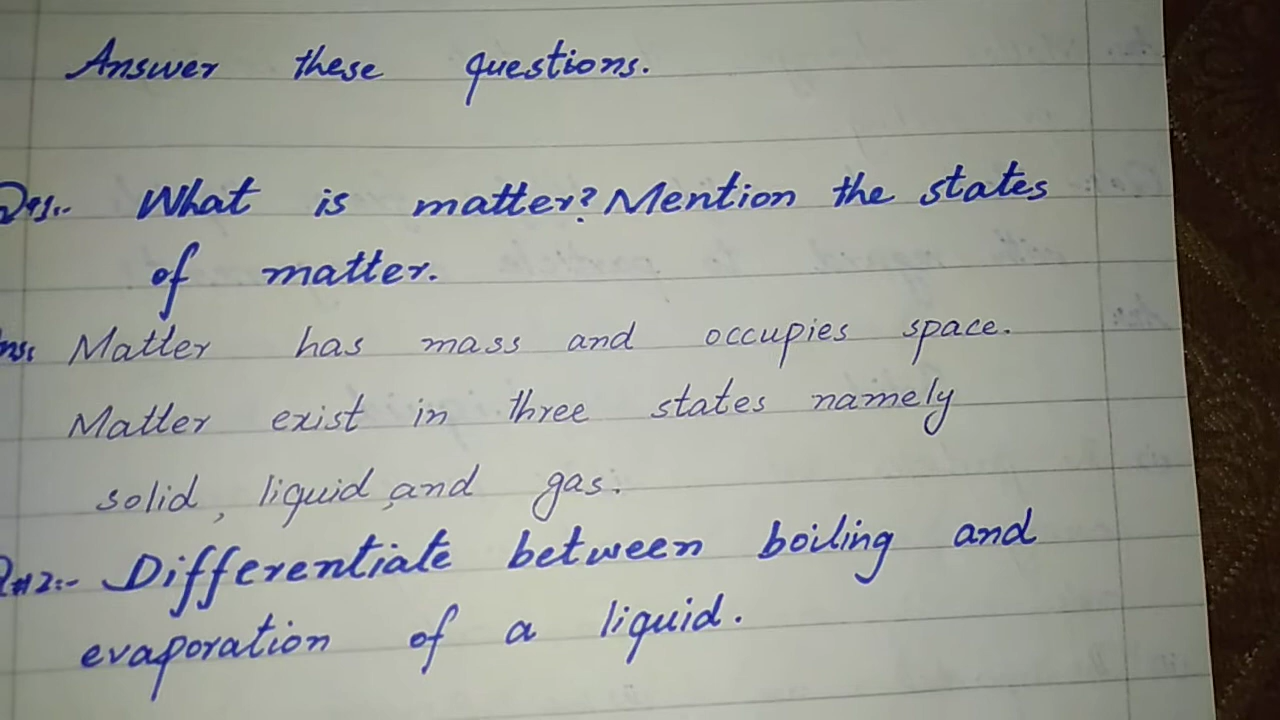 Answer these questions.
Q#1:- What is matter? Mention the states
of matter.
Ans: Matter has mass and occupies space.
Matter exist in three states namely
solid, liquid, and gas.
Q#2:- Differentiate between boiling and
evaporation of a liquid.